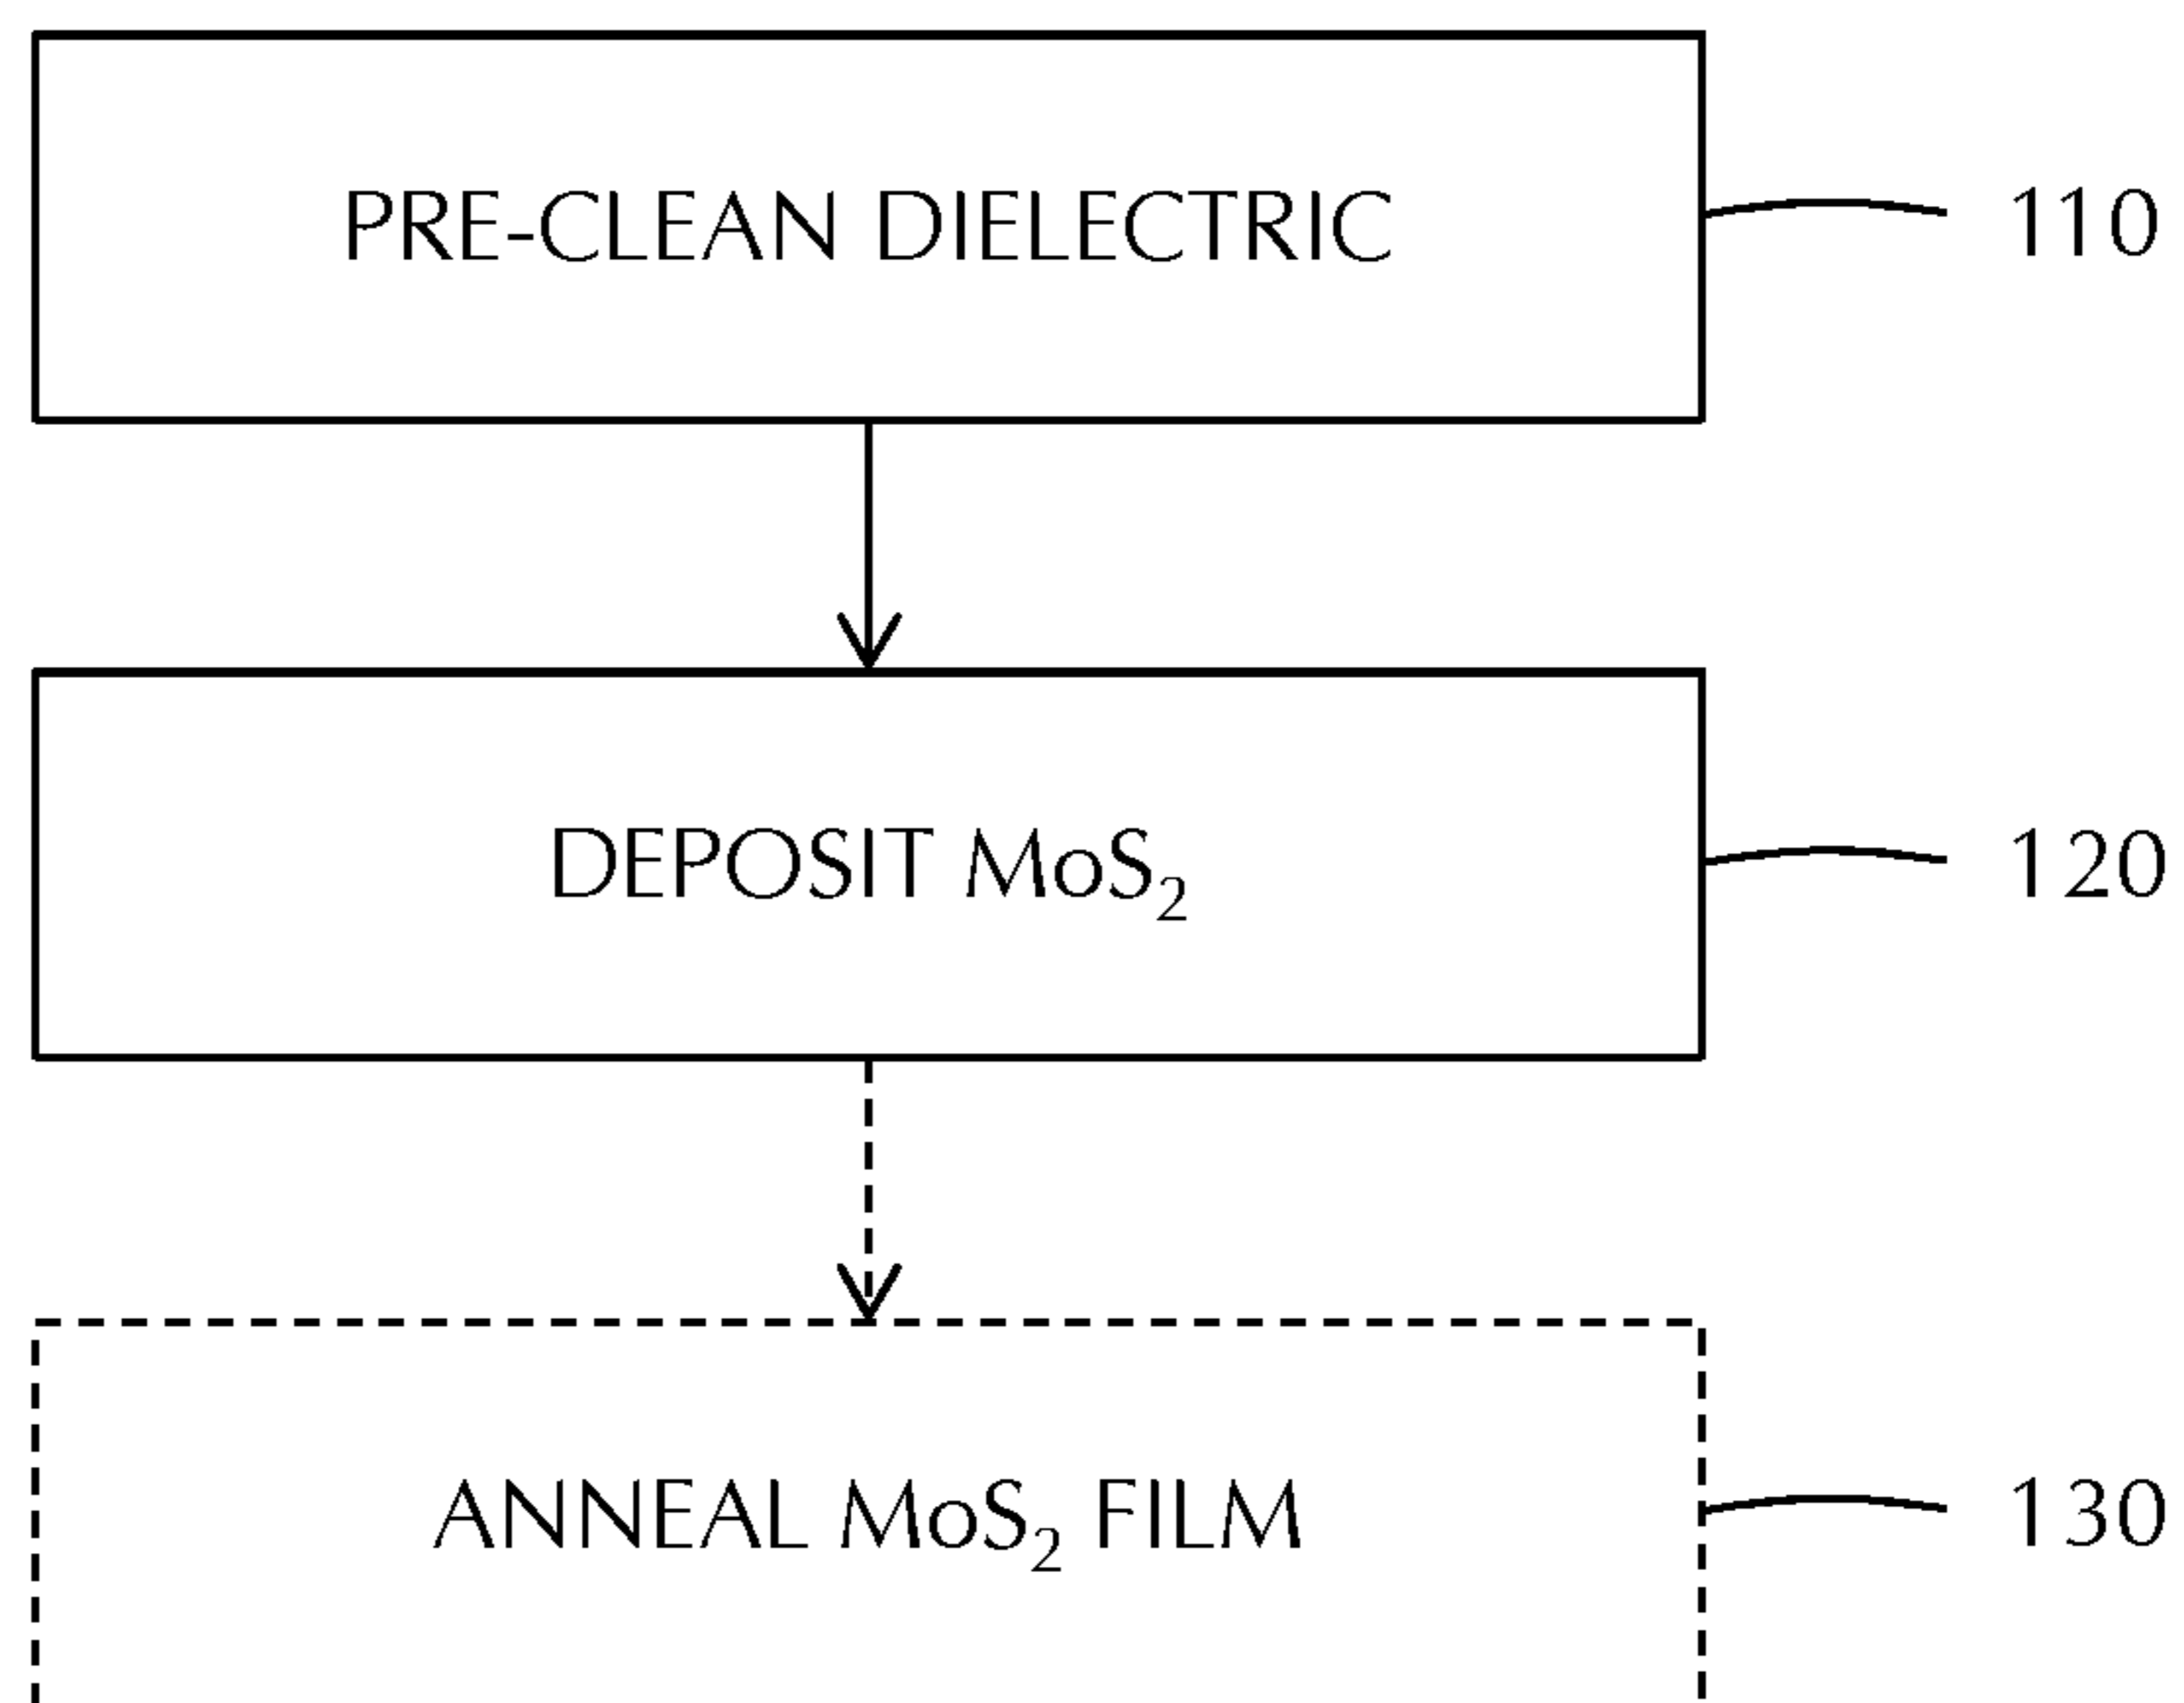 PRE-CLEAN DIELECTRIC 110
DEPOSIT MoS₂ 120
ANNEAL MoS₂ FILM 130